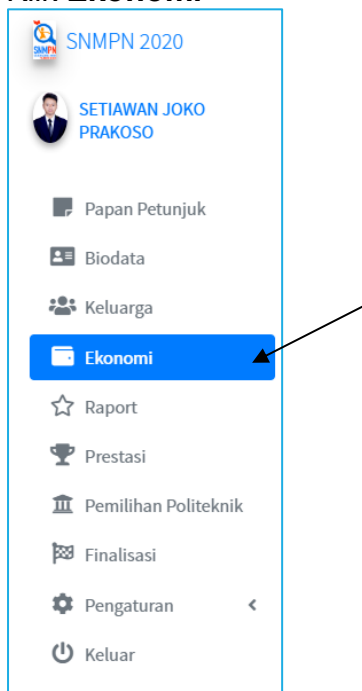 SNMPN 2020
SETIAWAN JOKO
PRAKOSO
Papan Petunjuk
Biodata
Keluarga
Ekonomi
Raport
Prestasi
Pemilihan Politeknik
Finalisasi
Pengaturan
Keluar